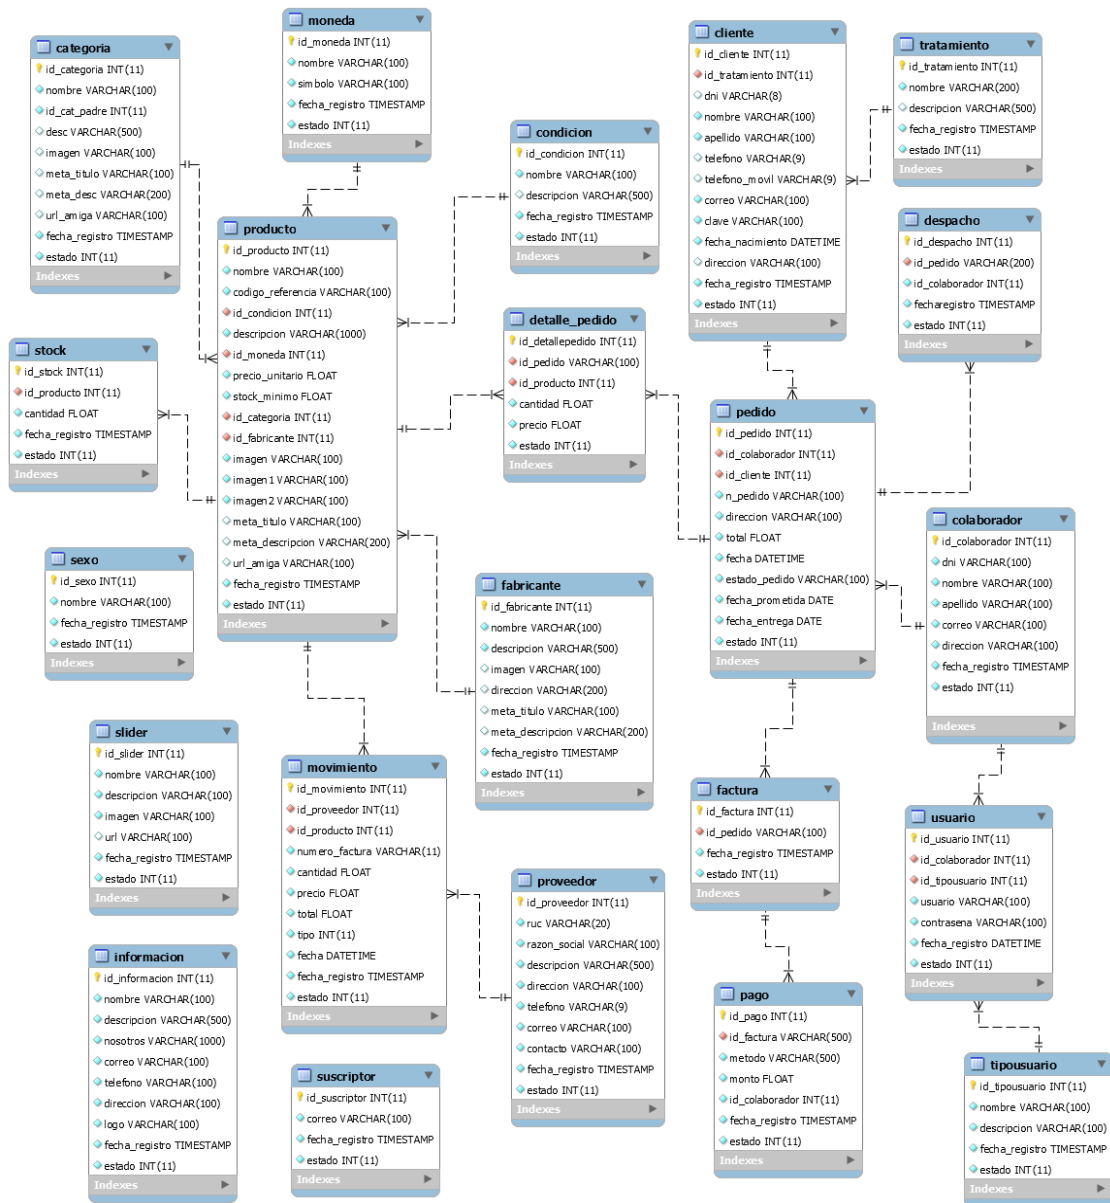 categoria
id_categoria INT(11)
nombre VARCHAR(100)
id_cat_padre INT(11)
desc VARCHAR(500)
imagen VARCHAR(100)
meta_titulo VARCHAR(100)
meta_desc VARCHAR(200)
url_amiga VARCHAR(100)
fecha_registro TIMESTAMP
estado INT(11)
Indexes
moneda
id_moneda INT(11)
nombre VARCHAR(100)
simbolo VARCHAR(100)
fecha_registro TIMESTAMP
estado INT(11)
Indexes
condicion
id_condicion INT(11)
nombre VARCHAR(100)
descripcion VARCHAR(500)
fecha_registro TIMESTAMP
estado INT(11)
Indexes
cliente
id_cliente INT(11)
id_tratamiento INT(11)
dni VARCHAR(8)
nombre VARCHAR(100)
apellido VARCHAR(100)
telefono VARCHAR(9)
telefono_movil VARCHAR(9)
correo VARCHAR(100)
clave VARCHAR(100)
fecha_nacimiento DATETIME
direccion VARCHAR(100)
fecha_registro TIMESTAMP
estado INT(11)
Indexes
tratamiento
id_tratamiento INT(11)
nombre VARCHAR(200)
descripcion VARCHAR(500)
fecha_registro TIMESTAMP
estado INT(11)
Indexes
despacho
id_despacho INT(11)
id_pedido VARCHAR(200)
id_colaborador INT(11)
fecharegistro TIMESTAMP
estado INT(11)
Indexes
producto
id_producto INT(11)
nombre VARCHAR(100)
codigo_referencia VARCHAR(100)
id_condicion INT(11)
descripcion VARCHAR(1000)
id_moneda INT(11)
precio_unitario FLOAT
stock_minimo FLOAT
id_categoria INT(11)
id_fabricante INT(11)
imagen VARCHAR(100)
imagen1 VARCHAR(100)
imagen2 VARCHAR(100)
meta_titulo VARCHAR(100)
meta_descripcion VARCHAR(200)
url_amiga VARCHAR(100)
fecha_registro TIMESTAMP
estado INT(11)
Indexes
detalle_pedido
id_detallepedido INT(11)
id_pedido VARCHAR(100)
id_producto INT(11)
cantidad FLOAT
precio FLOAT
estado INT(11)
Indexes
stock
id_stock INT(11)
id_producto INT(11)
cantidad FLOAT
fecha_registro TIMESTAMP
estado INT(11)
Indexes
pedido
id_pedido INT(11)
id_colaborador INT(11)
id_cliente INT(11)
n_pedido VARCHAR(100)
direccion VARCHAR(100)
total FLOAT
fecha DATETIME
estado_pedido VARCHAR(100)
fecha_prometida DATE
fecha_entrega DATE
estado INT(11)
Indexes
colaborador
id_colaborador INT(11)
dni VARCHAR(100)
nombre VARCHAR(100)
apellido VARCHAR(100)
correo VARCHAR(100)
direccion VARCHAR(100)
fecha_registro TIMESTAMP
estado INT(11)
Indexes
sexo
id_sexo INT(11)
nombre VARCHAR(100)
fecha_registro TIMESTAMP
estado INT(11)
Indexes
fabricante
id_fabricante INT(11)
nombre VARCHAR(100)
descripcion VARCHAR(500)
imagen VARCHAR(100)
direccion VARCHAR(200)
meta_titulo VARCHAR(100)
meta_descripcion VARCHAR(200)
fecha_registro TIMESTAMP
estado INT(11)
Indexes
slider
id_slider INT(11)
nombre VARCHAR(100)
descripcion VARCHAR(100)
imagen VARCHAR(100)
url VARCHAR(100)
fecha_registro TIMESTAMP
estado INT(11)
Indexes
movimiento
id_movimiento INT(11)
id_proveedor INT(11)
id_producto INT(11)
numero_factura VARCHAR(11)
cantidad FLOAT
precio FLOAT
total FLOAT
tipo INT(11)
fecha DATETIME
fecha_registro TIMESTAMP
estado INT(11)
Indexes
factura
id_factura INT(11)
id_pedido VARCHAR(100)
fecha_registro TIMESTAMP
estado INT(11)
Indexes
usuario
id_usuario INT(11)
id_colaborador INT(11)
id_tipousuario INT(11)
usuario VARCHAR(100)
contrasena VARCHAR(100)
fecha_registro DATETIME
estado INT(11)
Indexes
proveedor
id_proveedor INT(11)
ruc VARCHAR(20)
razon_social VARCHAR(100)
descripcion VARCHAR(500)
direccion VARCHAR(100)
telefono VARCHAR(9)
correo VARCHAR(100)
contacto VARCHAR(100)
fecha_registro TIMESTAMP
estado INT(11)
Indexes
informacion
id_informacion INT(11)
nombre VARCHAR(100)
descripcion VARCHAR(500)
nosotros VARCHAR(1000)
correo VARCHAR(100)
telefono VARCHAR(100)
direccion VARCHAR(100)
logo VARCHAR(100)
fecha_registro TIMESTAMP
estado INT(11)
Indexes
suscriptor
id_suscriptor INT(11)
correo VARCHAR(100)
fecha_registro TIMESTAMP
estado INT(11)
Indexes
pago
id_pago INT(11)
id_factura VARCHAR(500)
metodo VARCHAR(500)
monto FLOAT
id_colaborador INT(11)
fecha_registro TIMESTAMP
estado INT(11)
Indexes
tipousuario
id_tipousuario INT(11)
nombre VARCHAR(100)
descripcion VARCHAR(100)
fecha_registro TIMESTAMP
estado INT(11)
Indexes